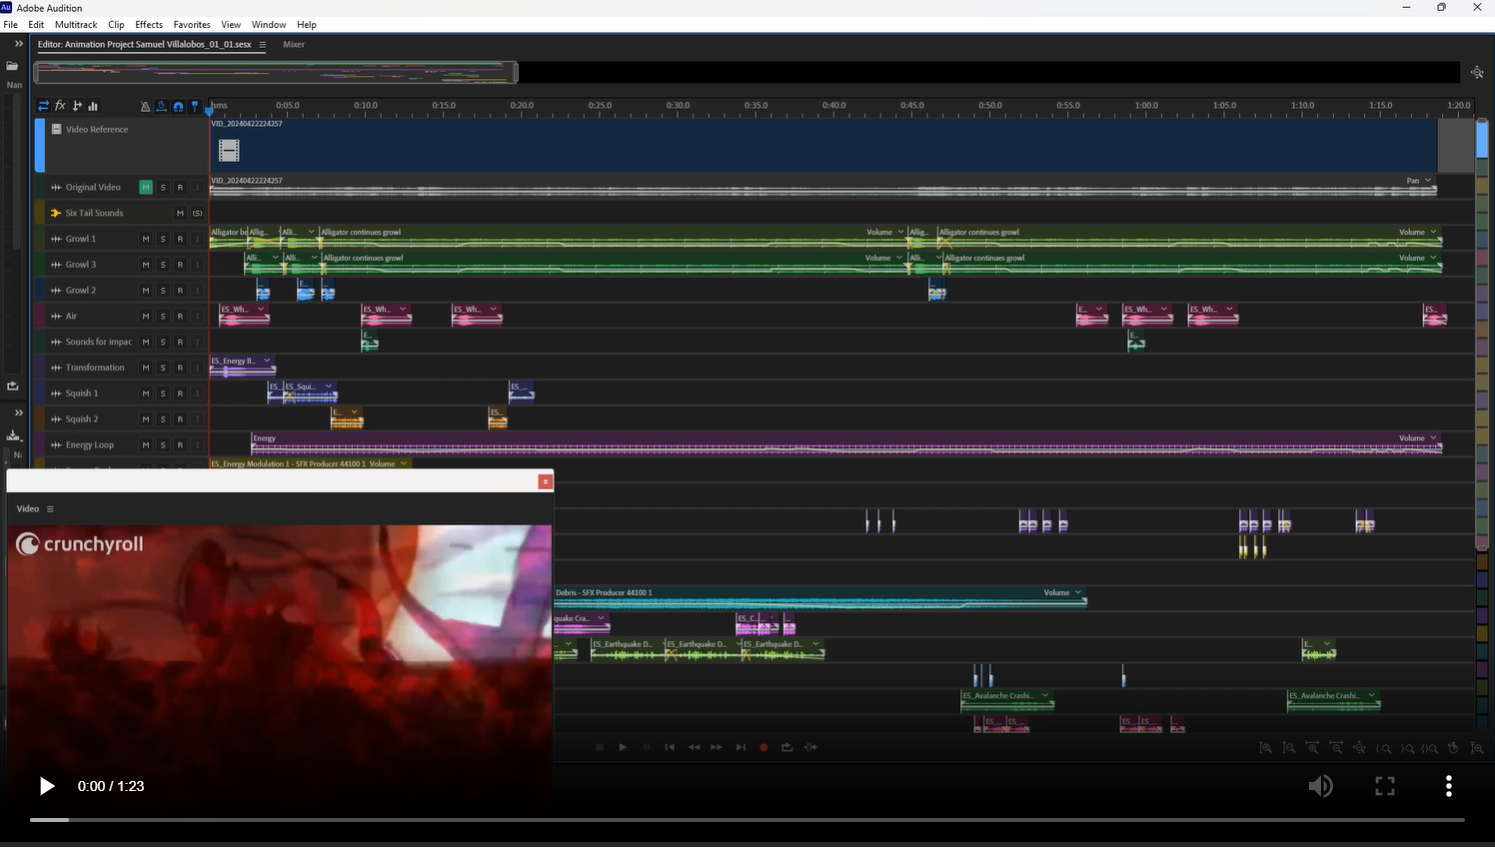 Au Adobe Audition
File Edit Multitrack Clip Effects Favorites View Window Help
Editor: Animation Project Samuel Villalobos_01_01.sesx Mixer
Nan
hms 0:05.0 0:10.0 0:15.0 0:20.0 0:25.0 0:30.0 0:35.0 0:40.0 0:45.0 0:50.0 0:55.0 1:00.0 1:05.0 1:10.0 1:15.0 1:20.0
VID_20240422224257
Video Reference
VID_20240422224257 Pan
Original Video M S R
Six Tail Sounds M (S)
Alligator be Allig... Alli... Alligator continues growl Volume Allig... Alligator continues growl Volume
Growl 1 M S R
Alli... Alli... Alligator continues growl Volume Alli... Alligator continues growl Volume
Growl 3 M S R
... E... ... ...
Growl 2 M S R
ES_Wh... ES_Wh... ES_Wh... E... ES_Wh... ES_Wh... ES...
Air M S R
E... E...
Sounds for impac M S R
ES_Energy B...
Transformation M S R
ES_ ES_Squi... ES_...
Squish 1 M S R
E... ES...
Squish 2 M S R
Energy Volume
Energy Loop M S R
ES_Energy Modulation 1 - SFX Producer 44100 1 Volume
x
Video
crunchyroll
Debris - SFX Producer 44100 1 Volume
quake Cra... ES_C... ... ...
ES_Earthquake D... ES_Earthquake D... ES_Earthquake D... E...
ES_Avalanche Crashi... ES_Avalanche Crashi...
ES_... ES_... ES_... ES_... ...
0:00 / 1:23